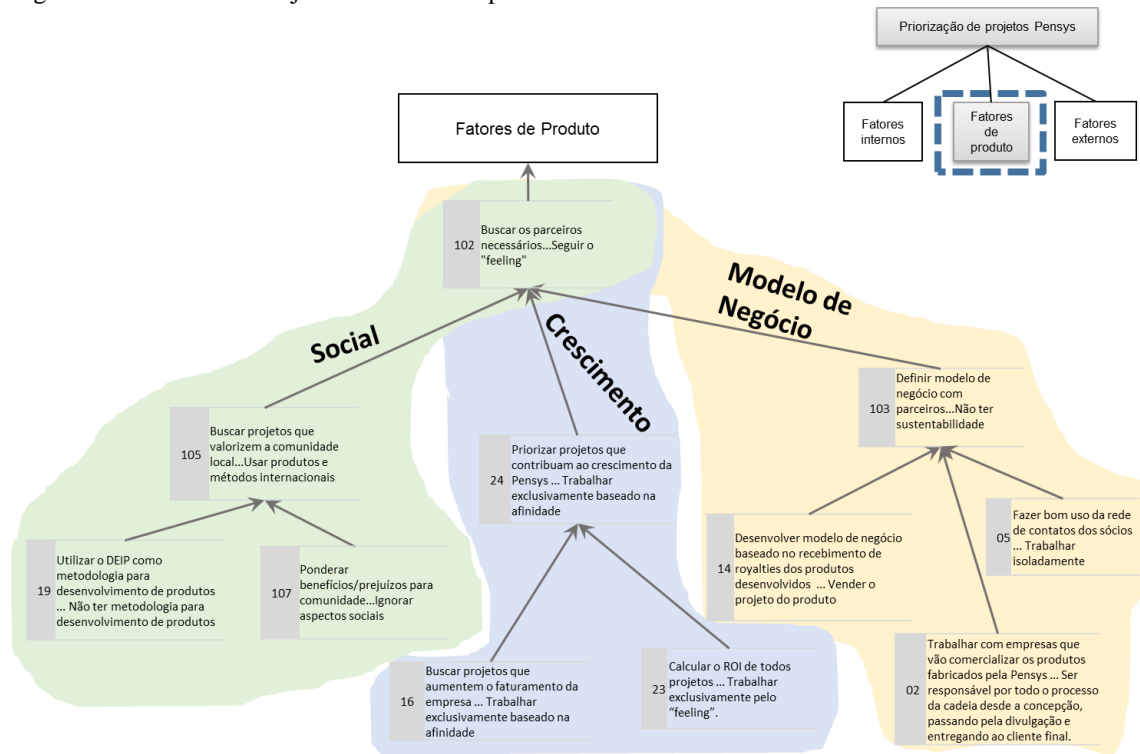 Priorização de projetos Pensys
Fatores
internos
Fatores
de
produto
Fatores
externos
Fatores de Produto
102
Buscar os parceiros
necessários...Seguir o
"feeling"
Social
Crescimento
Modelo de
Negócio
105
Buscar projetos que
valorizem a comunidade
local...Usar produtos e
métodos internacionais
24
Priorizar projetos que
contribuam ao crescimento da
Pensys ... Trabalhar
exclusivamente baseado na
afinidade
103
Definir modelo de
negócio com
parceiros...Não ter
sustentabilidade
19
Utilizar o DEIP como
metodologia para
desenvolvimento de produtos
... Não ter metodologia para
desenvolvimento de produtos
107
Ponderar
benefícios/prejuízos para
comunidade...Ignorar
aspectos sociais
14
Desenvolver modelo de negócio
baseado no recebimento de
royalties dos produtos
desenvolvidos ... Vender o
projeto do produto
05
Fazer bom uso da rede
de contatos dos sócios
... Trabalhar
isoladamente
16
Buscar projetos que
aumentem o faturamento da
empresa ... Trabalhar
exclusivamente baseado na
afinidade
23
Calcular o ROI de todos
projetos ... Trabalhar
exclusivamente pelo
“feeling”.
02
Trabalhar com empresas que
vão comercializar os produtos
fabricados pela Pensys ... Ser
responsável por todo o processo
da cadeia desde a concepção,
passando pela divulgação e
entregando ao cliente final.